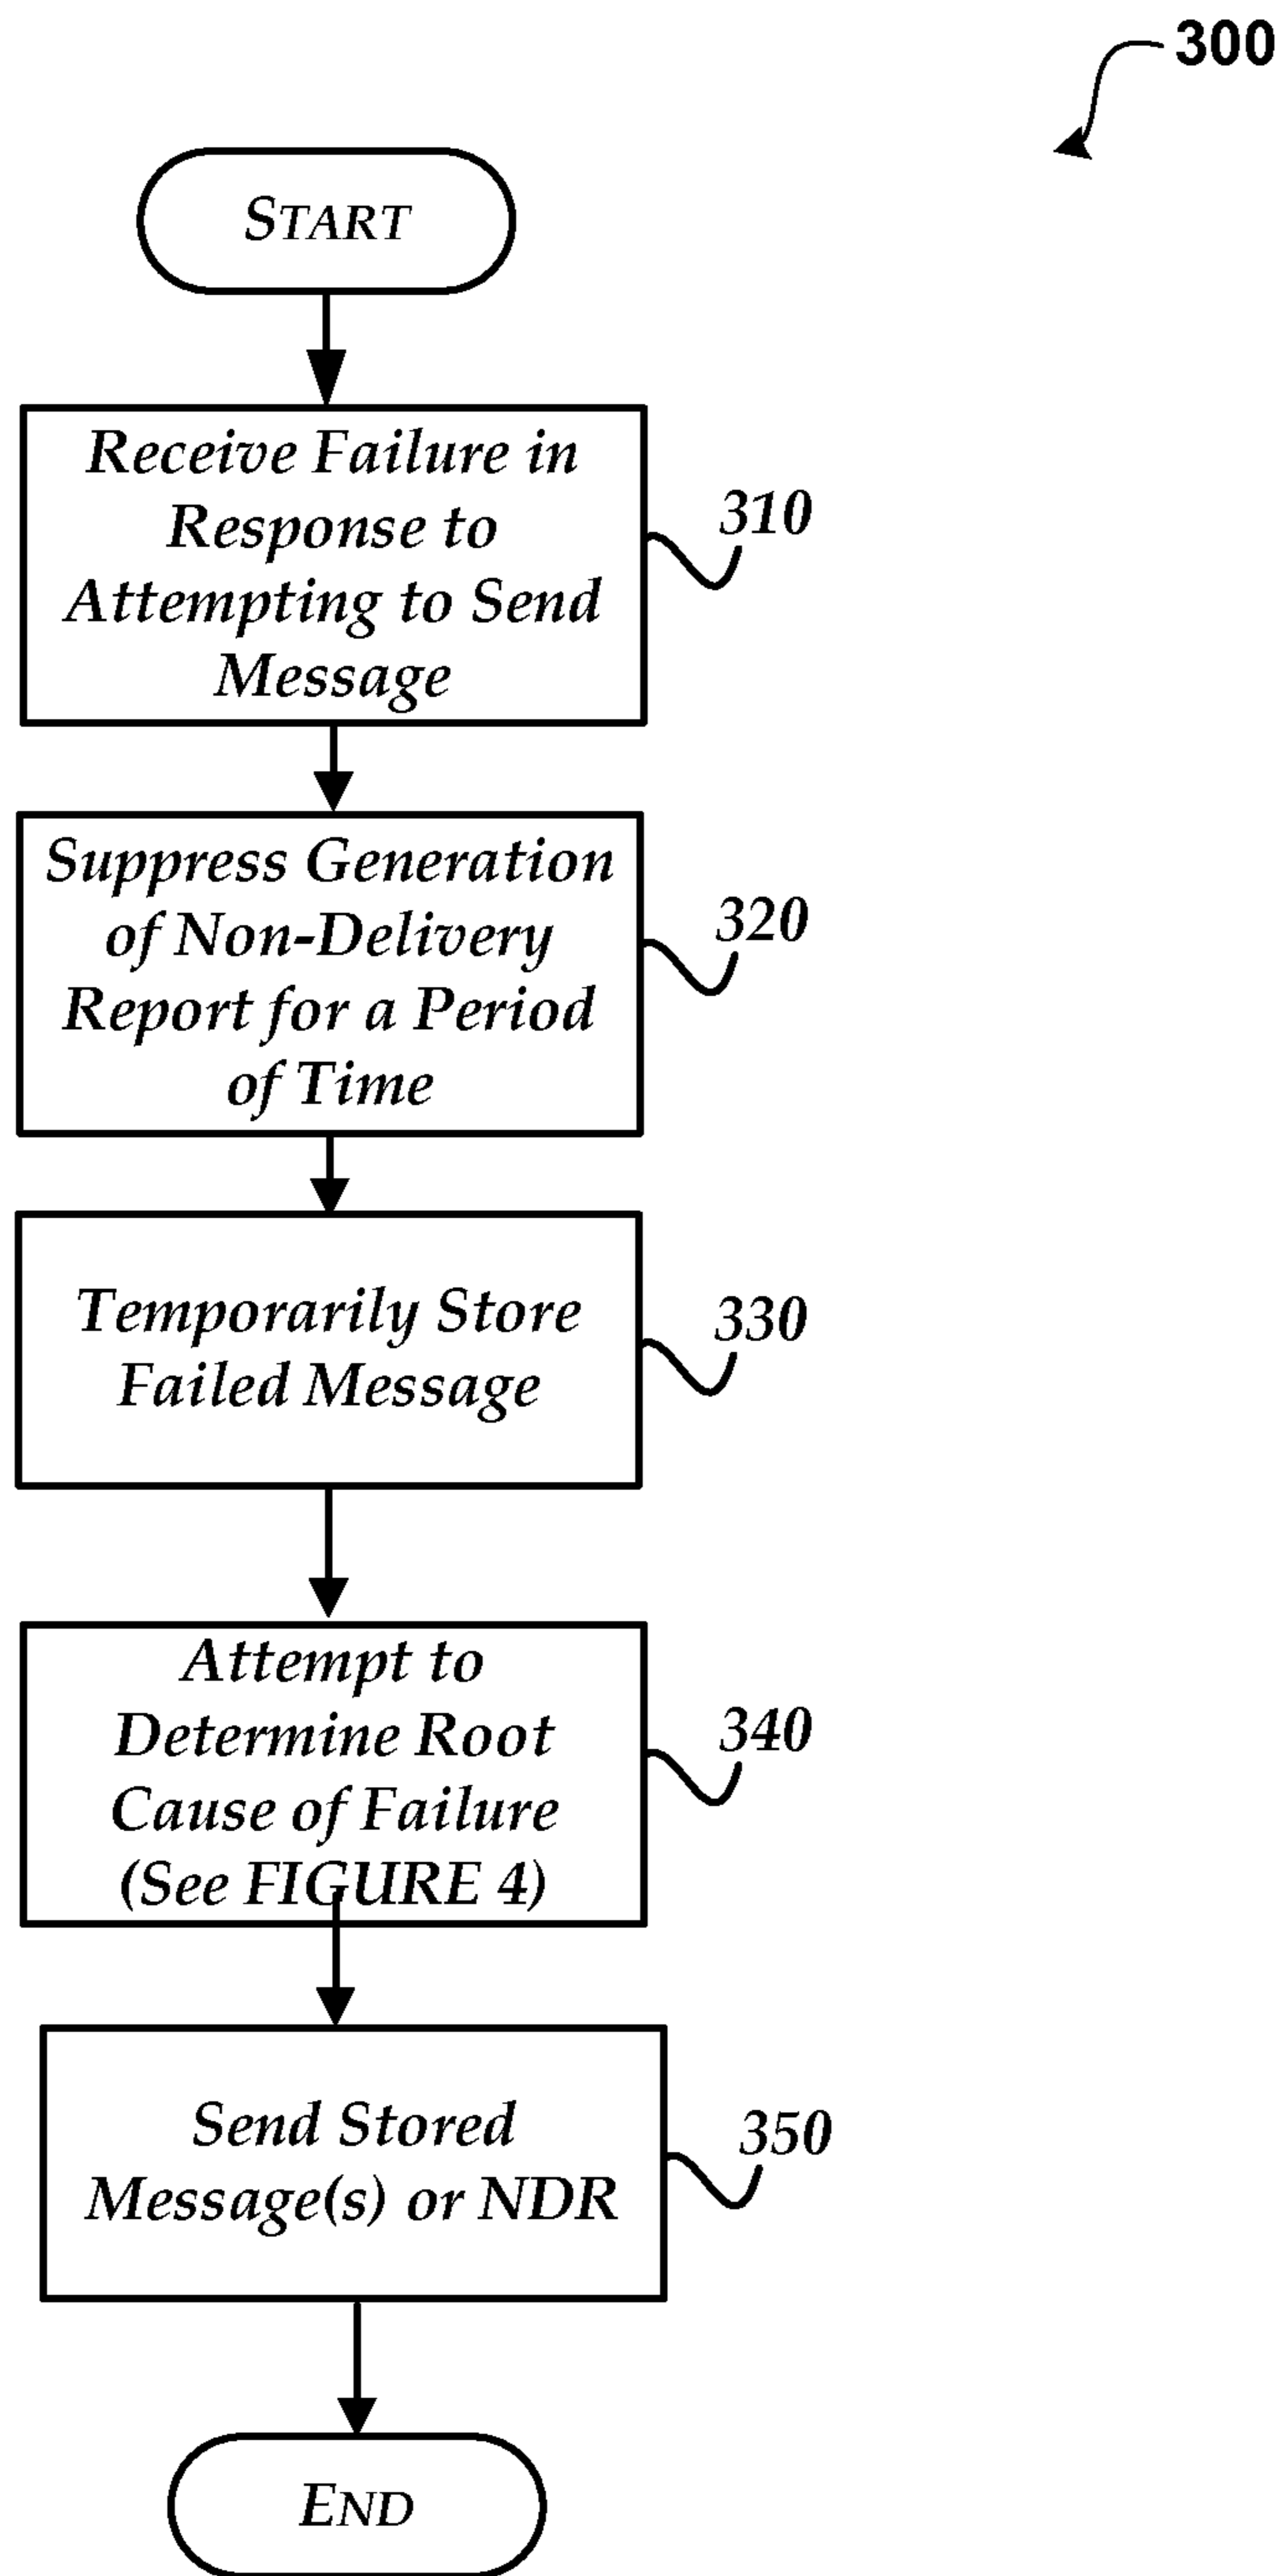 300
START
Receive Failure in
Response to
Attempting to Send
Message
310
Suppress Generation
of Non-Delivery
Report for a Period
of Time
320
Temporarily Store
Failed Message
330
Attempt to
Determine Root
Cause of Failure
(See FIGURE 4)
340
Send Stored
Message(s) or NDR
350
END